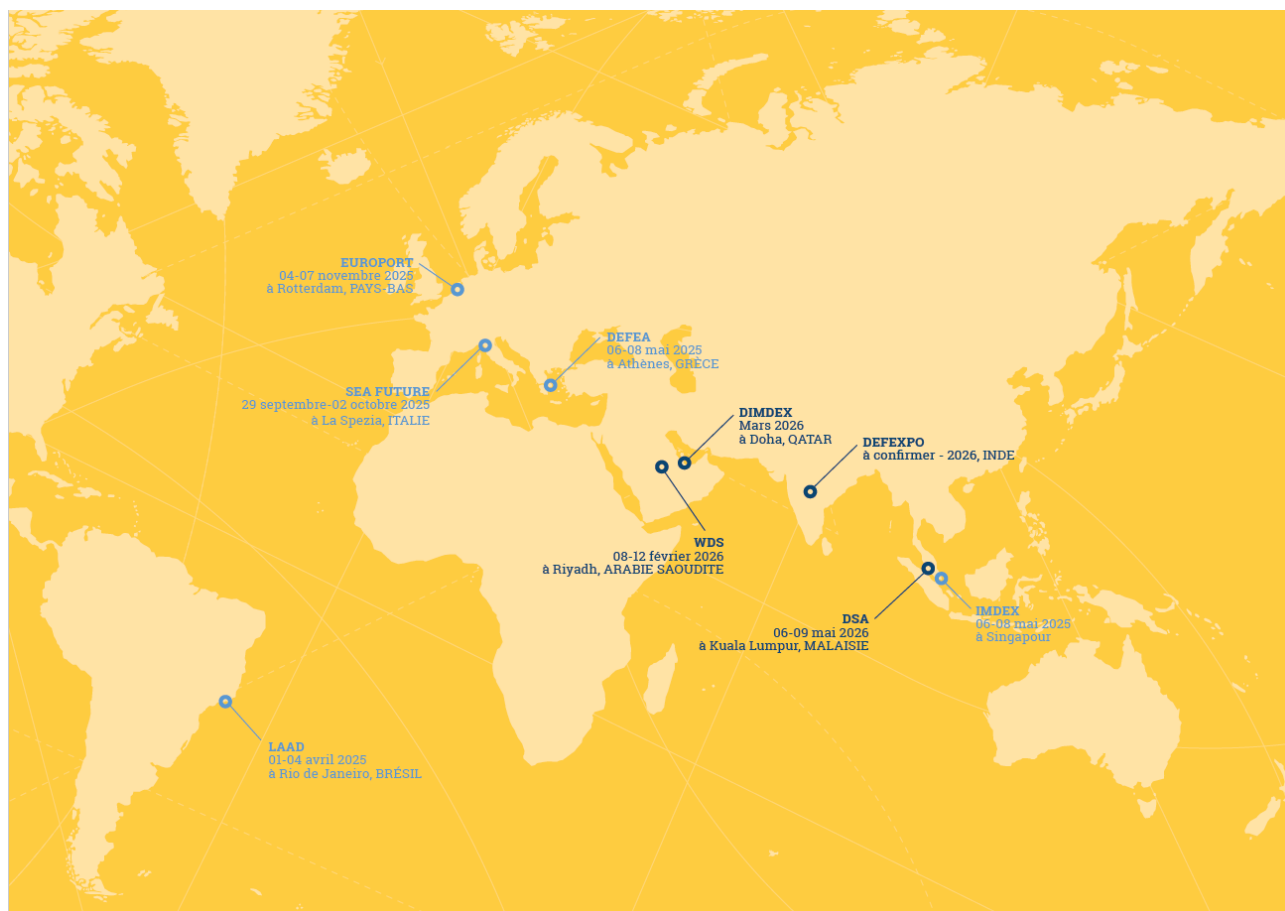 EUROPORT
04-07 novembre 2025
à Rotterdam, PAYS-BAS
DEFEA
06-08 mai 2025
à Athènes, GRÈCE
SEA FUTURE
29 septembre-02 octobre 2025
à La Spezia, ITALIE
DIMDEX
Mars 2026
à Doha, QATAR
DEFEXPO
à confirmer - 2026, INDE
WDS
08-12 février 2026
à Riyadh, ARABIE SAOUDITE
DSA
06-09 mai 2026
à Kuala Lumpur, MALAISIE
IMDEX
06-08 mai 2025
à Singapour
LAAD
01-04 avril 2025
à Rio de Janeiro, BRÉSIL